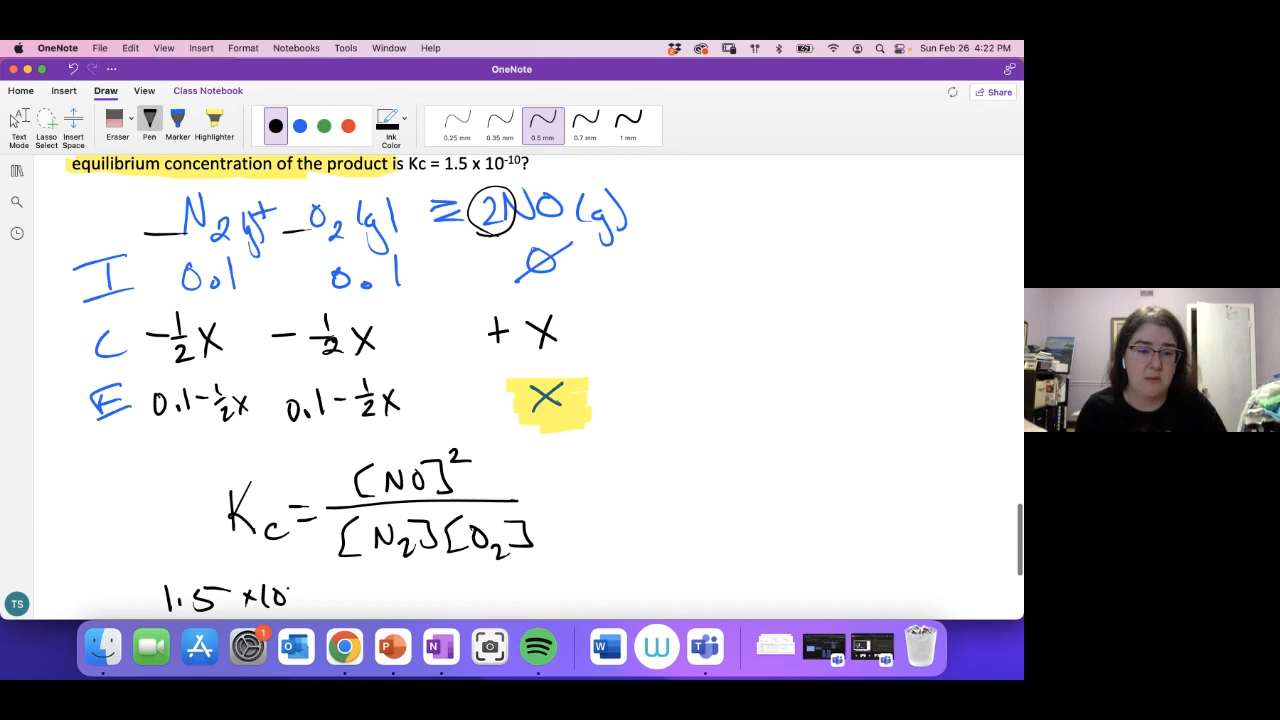 OneNote File Edit View Insert Format Notebooks Tools Window Help Sun Feb 26 4:22 PM
OneNote
Home Insert Draw View Class Notebook Share
Text Mode Lasso Select Insert Space Eraser Pen Marker Highlighter Ink Color 0.25 mm 0.35 mm 0.5 mm 0.7 mm 1 mm
equilibrium concentration of the product is Kc = 1.5 x 10⁻¹⁰?
_N₂(g)+ _O₂(g) ⇌ 2NO(g)
I 0.1 0.1 0
C -½x -½x +x
E 0.1-½x 0.1-½x x
Kc = [NO]² / [N₂][O₂]
1.5 ×10
TS
1